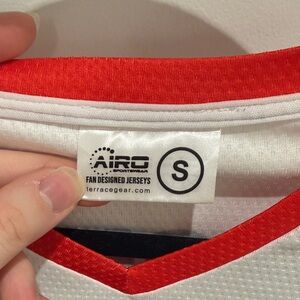 AIRO
SPORTSWEAR
FAN DESIGNED JERSEYS
terracegear.com
S